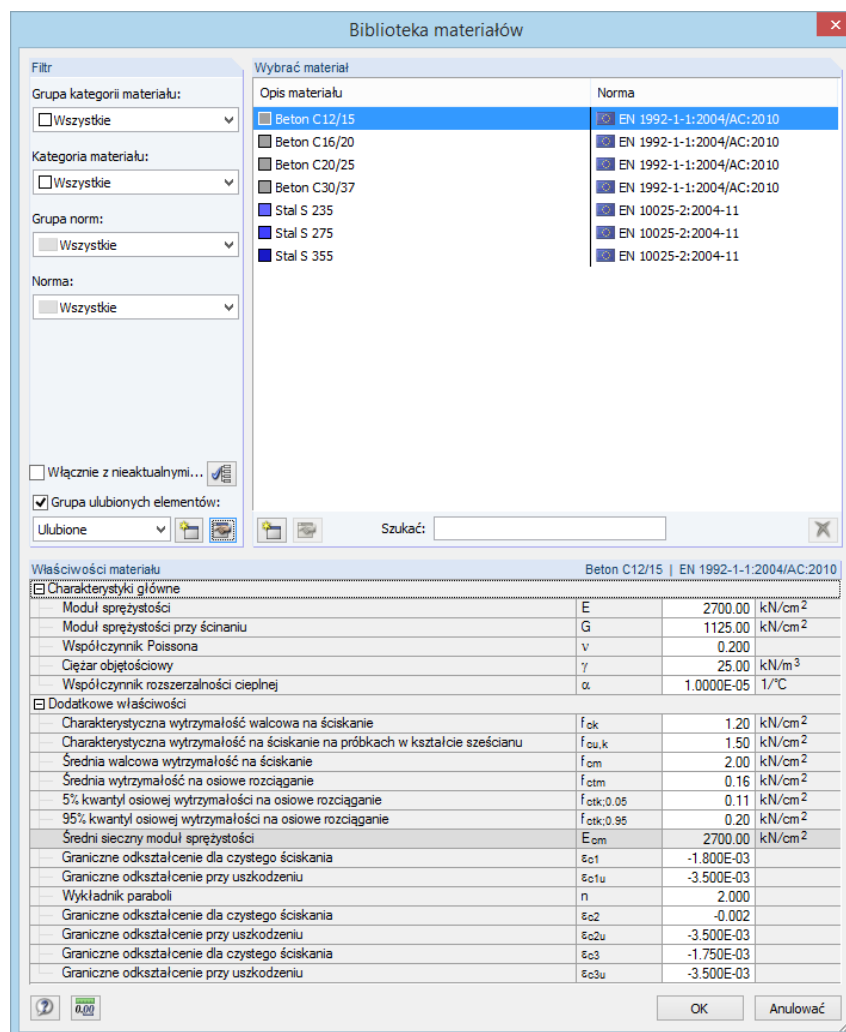 Biblioteka materiałów
Filtr
Grupa kategorii materiału:
Wszystkie
Kategoria materiału:
Wszystkie
Grupa norm:
Wszystkie
Norma:
Wszystkie
Włącznie z nieaktualnymi...
Grupa ulubionych elementów:
Ulubione
Wybrać materiał
Opis materiału Norma
Beton C12/15 EN 1992-1-1:2004/AC:2010
Beton C16/20 EN 1992-1-1:2004/AC:2010
Beton C20/25 EN 1992-1-1:2004/AC:2010
Beton C30/37 EN 1992-1-1:2004/AC:2010
Stal S 235 EN 10025-2:2004-11
Stal S 275 EN 10025-2:2004-11
Stal S 355 EN 10025-2:2004-11
Szukać:
Właściwości materiału Beton C12/15 | EN 1992-1-1:2004/AC:2010
Charakterystyki główne
Moduł sprężystości E 2700.00 kN/cm²
Moduł sprężystości przy ścinaniu G 1125.00 kN/cm²
Współczynnik Poissona ν 0.200
Ciężar objętościowy γ 25.00 kN/m³
Współczynnik rozszerzalności cieplnej α 1.0000E-05 1/°C
Dodatkowe właściwości
Charakterystyczna wytrzymałość walcowa na ściskanie fck 1.20 kN/cm²
Charakterystyczna wytrzymałość na ściskanie na próbkach w kształcie sześcianu fcu,k 1.50 kN/cm²
Średnia walcowa wytrzymałość na ściskanie fcm 2.00 kN/cm²
Średnia wytrzymałość na osiowe rozciąganie fctm 0.16 kN/cm²
5% kwantyl osiowej wytrzymałości na osiowe rozciąganie fctk;0.05 0.11 kN/cm²
95% kwantyl osiowej wytrzymałości na osiowe rozciąganie fctk;0.95 0.20 kN/cm²
Średni sieczny moduł sprężystości Ecm 2700.00 kN/cm²
Graniczne odkształcenie dla czystego ściskania εc1 -1.800E-03
Graniczne odkształcenie przy uszkodzeniu εc1u -3.500E-03
Wykładnik paraboli n 2.000
Graniczne odkształcenie dla czystego ściskania εc2 -0.002
Graniczne odkształcenie przy uszkodzeniu εc2u -3.500E-03
Graniczne odkształcenie dla czystego ściskania εc3 -1.750E-03
Graniczne odkształcenie przy uszkodzeniu εc3u -3.500E-03
0.00
OK Anulować